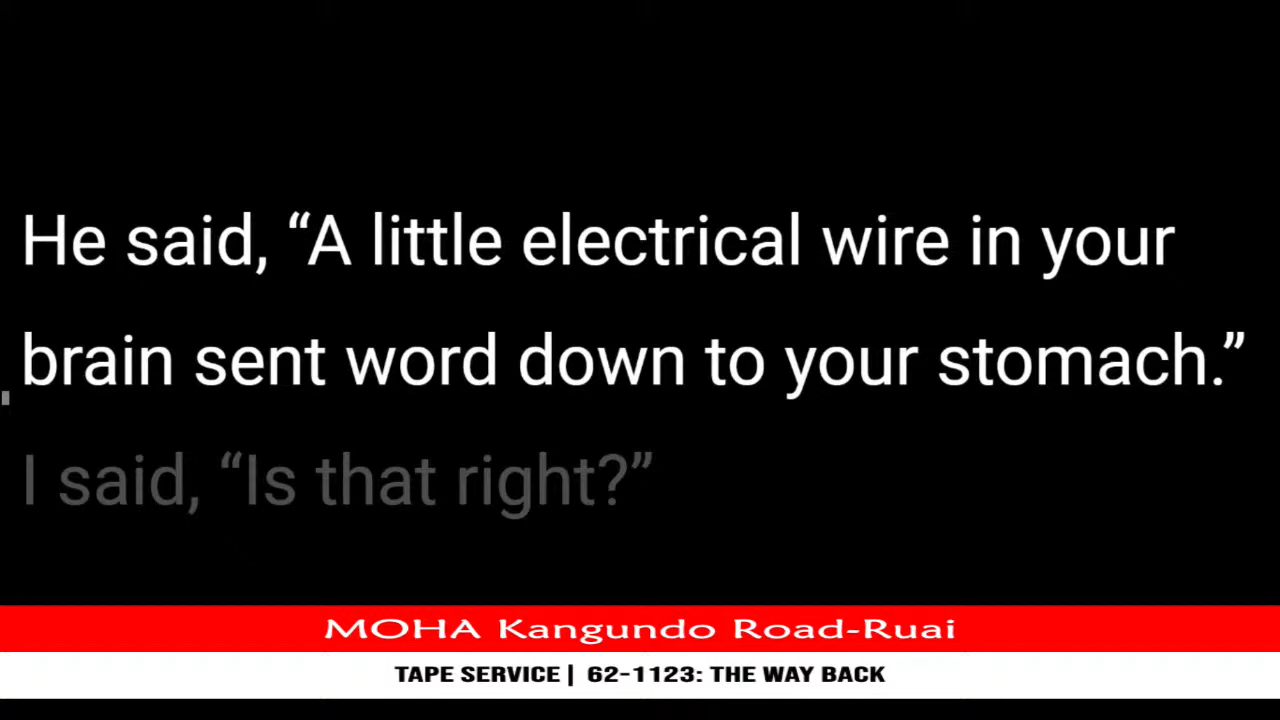 He said, “A little electrical wire in your
brain sent word down to your stomach.”
I said, “Is that right?”
MOHA Kangundo Road-Ruai
TAPE SERVICE | 62-1123: THE WAY BACK